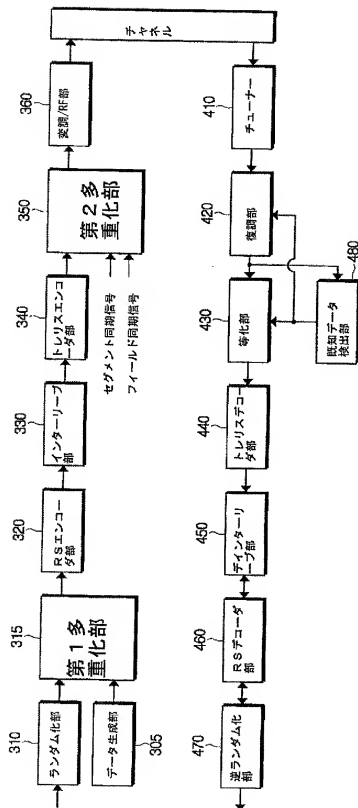 310
ランダム化部
データ生成部
305
315
第1多
重化部
320
RSエンコー
ダ部
330
インターリーブ
部
340
トレリスエンコ
ーダ部
350
第2多
重化部
セグメント同期信号
フィールド同期信号
360
変調/RF部
チャネル
410
チューナー
420
復調部
430
等化部
480
既知データ
検出部
440
トレリスデコー
ダ部
450
デインターリ
ーブ部
460
RSデコーダ
部
470
逆ランダム化
部